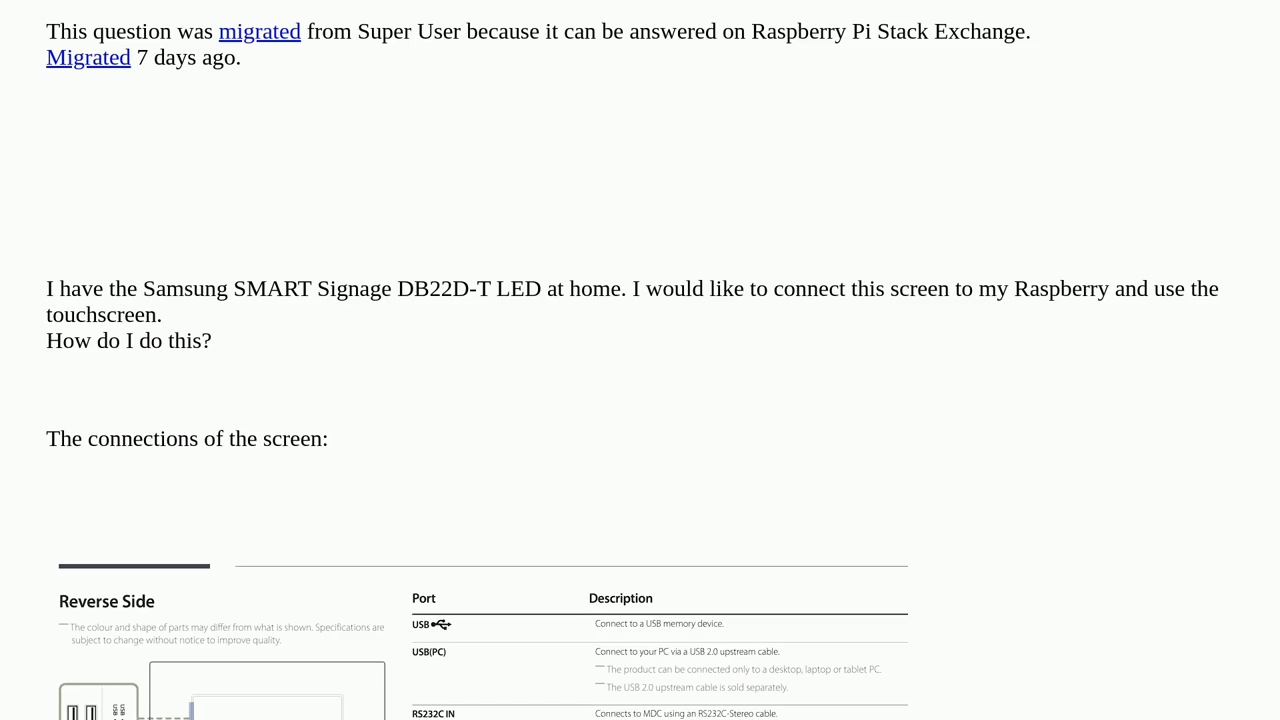 This question was migrated from Super User because it can be answered on Raspberry Pi Stack Exchange.
Migrated 7 days ago.
I have the Samsung SMART Signage DB22D-T LED at home. I would like to connect this screen to my Raspberry and use the
touchscreen.
How do I do this?
The connections of the screen:
Reverse Side
The colour and shape of parts may differ from what is shown. Specifications are
subject to change without notice to improve quality.
Port Description
USB Connect to a USB memory device.
USB(PC) Connect to your PC via a USB 2.0 upstream cable.
The product can be connected only to a desktop, laptop or tablet PC.
The USB 2.0 upstream cable is sold separately.
RS232C IN Connects to MDC using an RS232C-Stereo cable.